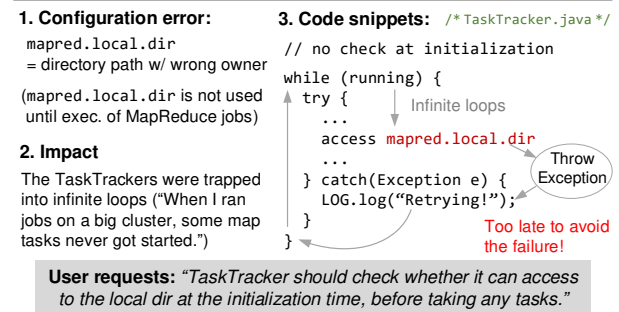 1. Configuration error:
mapred.local.dir
= directory path w/ wrong owner
(mapred.local.dir is not used
until exec. of MapReduce jobs)
2. Impact
The TaskTrackers were trapped
into infinite loops (“When I ran
jobs on a big cluster, some map
tasks never got started.”)
3. Code snippets: /* TaskTracker.java */
// no check at initialization
while (running) {
try {
Infinite loops
...
access mapred.local.dir
...
Throw
Exception
} catch(Exception e) {
LOG.log(“Retrying!”);
}
}
Too late to avoid
the failure!
User requests: “TaskTracker should check whether it can access
to the local dir at the initialization time, before taking any tasks.”